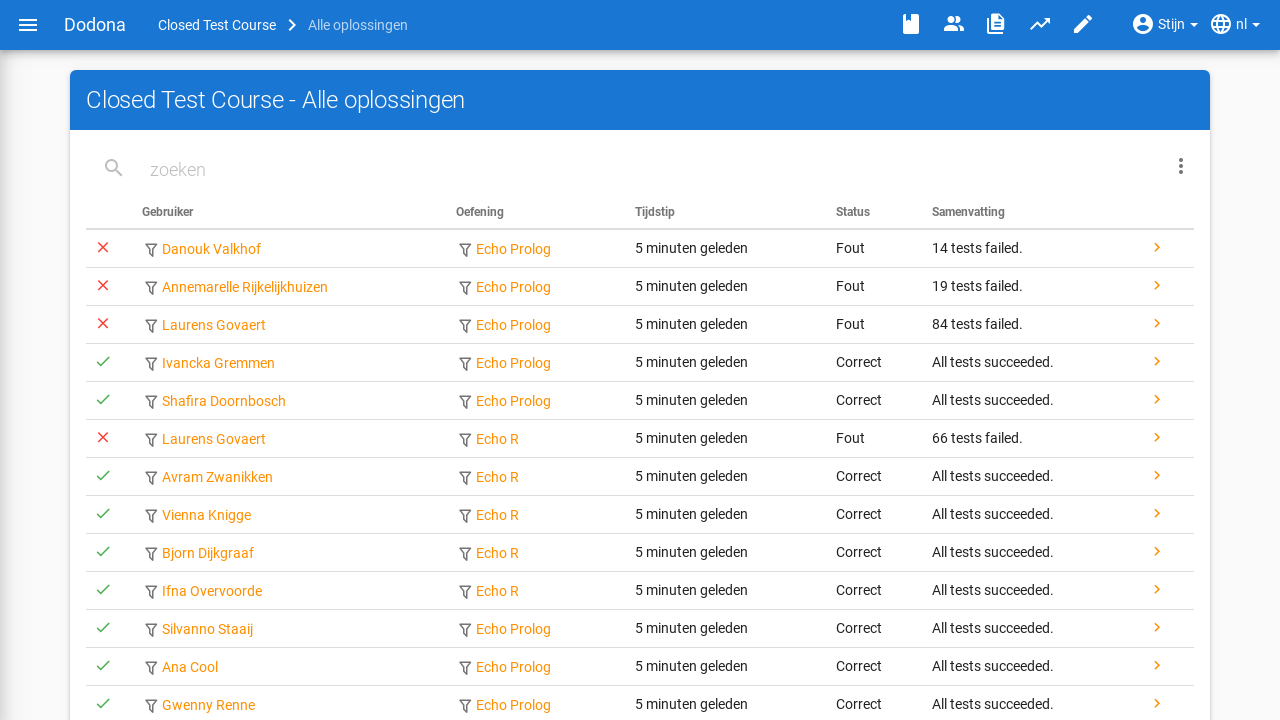 Dodona Closed Test Course Alle oplossingen Stijn nl
Closed Test Course - Alle oplossingen
zoeken
Gebruiker Oefening Tijdstip Status Samenvatting
Danouk Valkhof Echo Prolog 5 minuten geleden Fout 14 tests failed.
Annemarelle Rijkelijkhuizen Echo Prolog 5 minuten geleden Fout 19 tests failed.
Laurens Govaert Echo Prolog 5 minuten geleden Fout 84 tests failed.
Ivancka Gremmen Echo Prolog 5 minuten geleden Correct All tests succeeded.
Shafira Doornbosch Echo Prolog 5 minuten geleden Correct All tests succeeded.
Laurens Govaert Echo R 5 minuten geleden Fout 66 tests failed.
Avram Zwanikken Echo R 5 minuten geleden Correct All tests succeeded.
Vienna Knigge Echo R 5 minuten geleden Correct All tests succeeded.
Bjorn Dijkgraaf Echo R 5 minuten geleden Correct All tests succeeded.
Ifna Overvoorde Echo R 5 minuten geleden Correct All tests succeeded.
Silvanno Staaij Echo Prolog 5 minuten geleden Correct All tests succeeded.
Ana Cool Echo Prolog 5 minuten geleden Correct All tests succeeded.
Gwenny Renne Echo Prolog 5 minuten geleden Correct All tests succeeded.